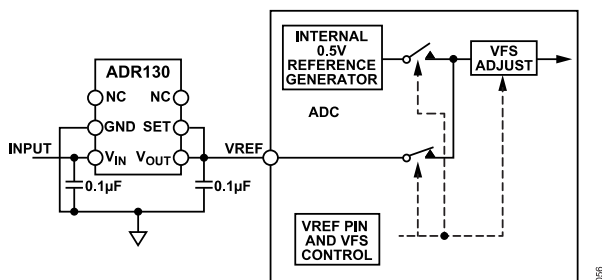 INTERNAL
0.5V
REFERENCE
GENERATOR
VFS
ADJUST
ADC
ADR130
NC NC
GND SET
INPUT
VIN VOUT
VREF
0.1µF 0.1µF
VREF PIN
AND VFS
CONTROL
056